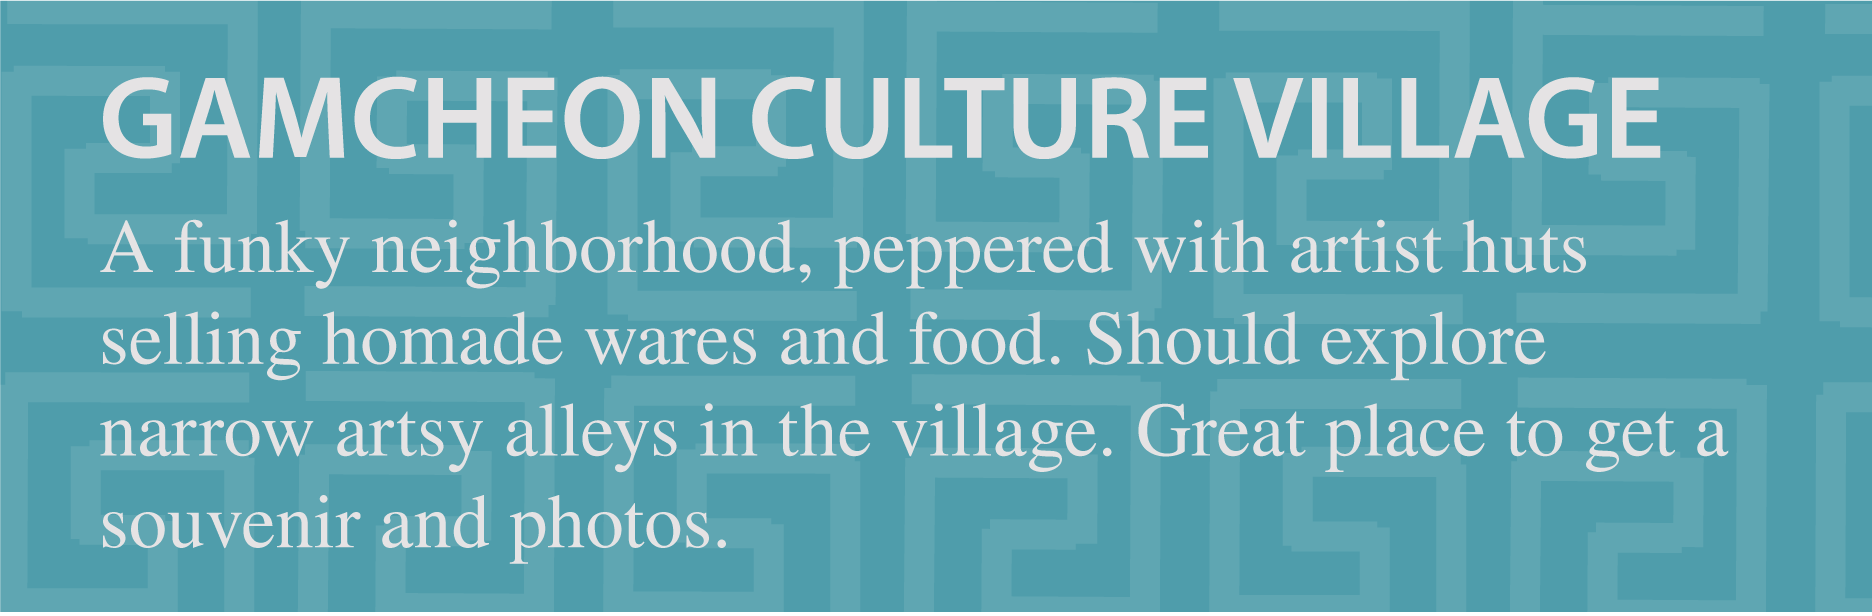 GAMCHEON CULTURE VILLAGE
A funky neighborhood, peppered with artist huts
selling homade wares and food. Should explore
narrow artsy alleys in the village. Great place to get a
souvenir and photos.